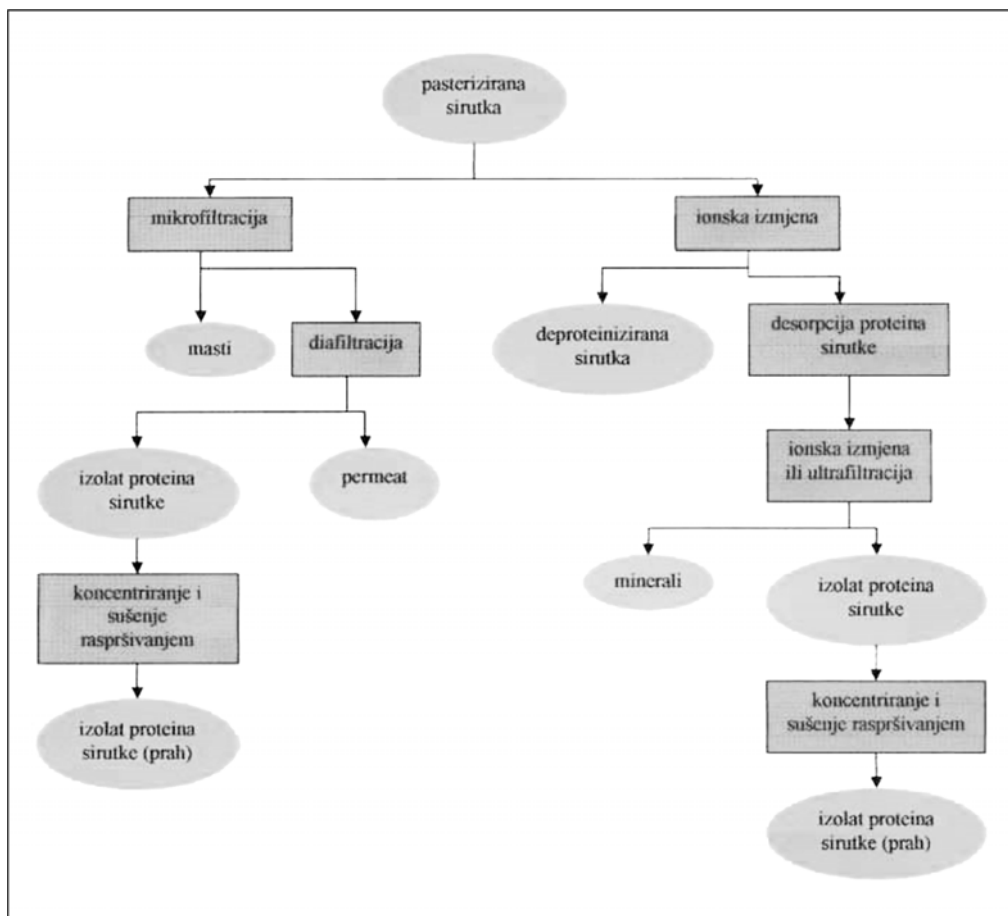 pasterizirana
sirutka
mikrofiltracija
ionska izmjena
masti
diafiltracija
deproteinizirana
sirutka
desorpcija proteina
sirutke
izolat proteina
sirutke
permeat
ionska izmjena
ili ultrafiltracija
koncentriranje i
sušenje
raspršivanjem
minerali
izolat proteina
sirutke
izolat proteina
sirutke (prah)
koncentriranje i
sušenje raspršivanjem
izolat proteina
sirutke (prah)